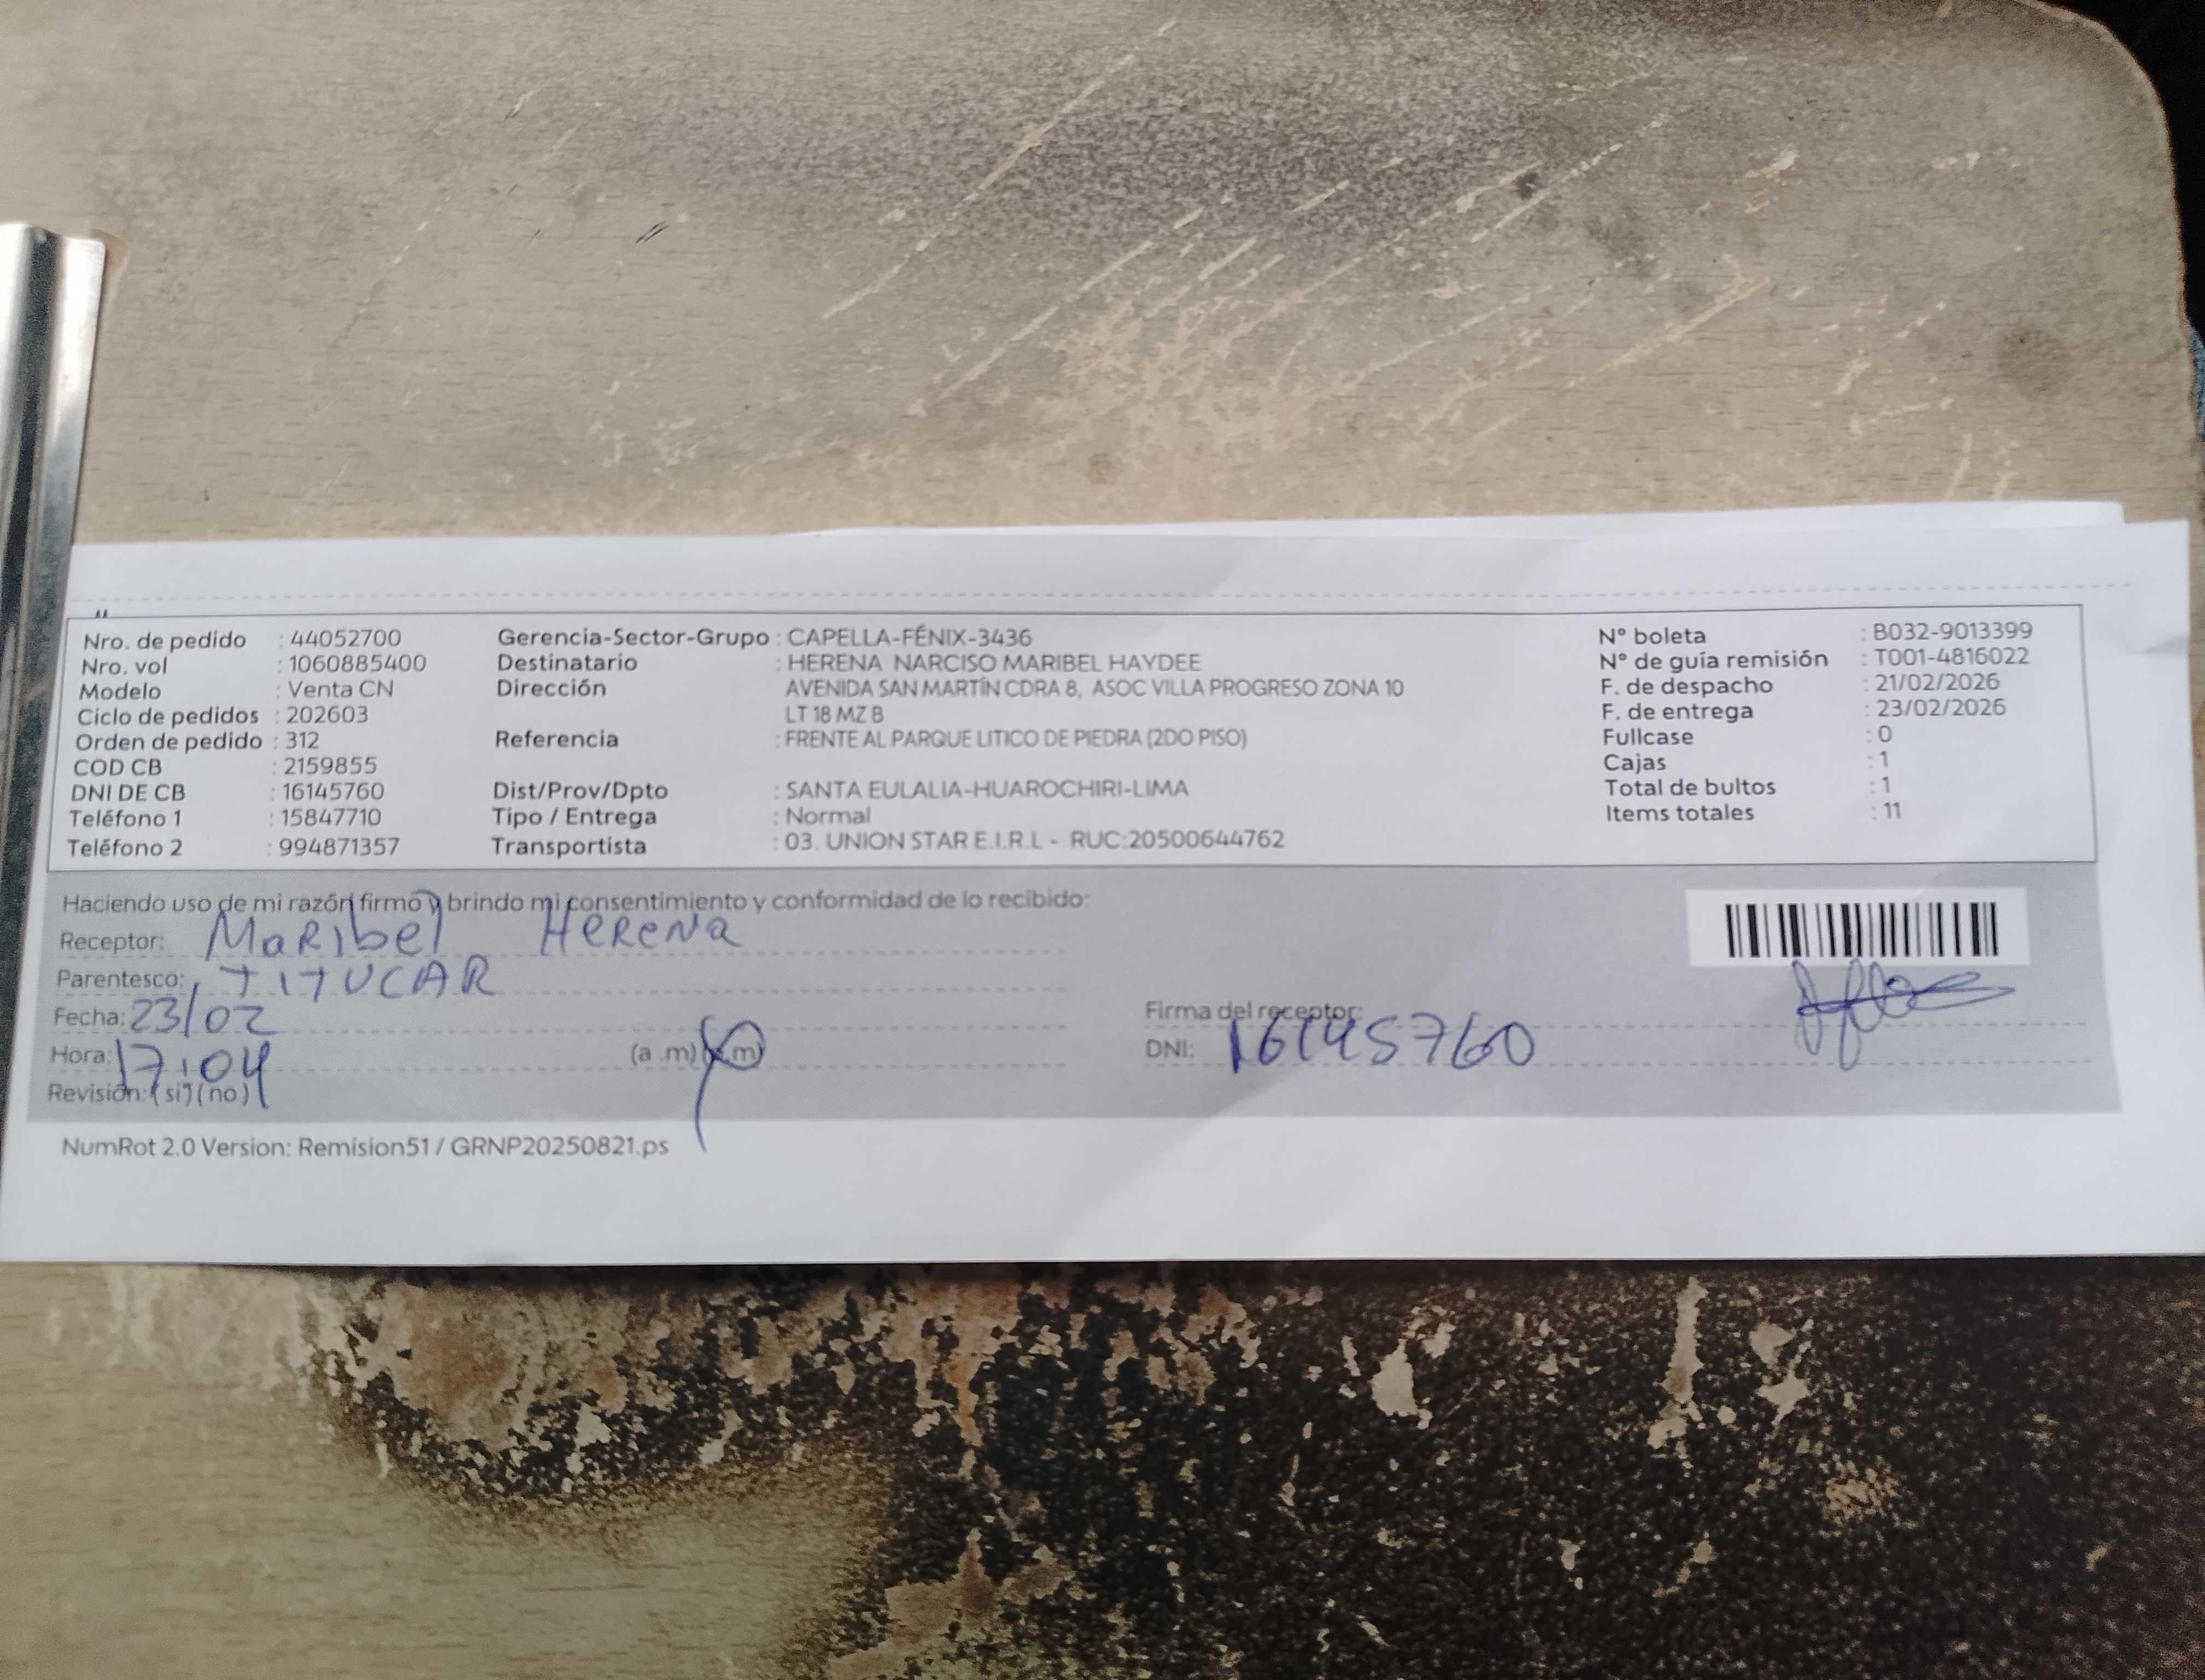 Nro. de pedido : 44052700 Gerencia-Sector-Grupo : CAPELLA-FÉNIX-3436 N° boleta : B032-9013399
Nro. vol : 1060885400 Destinatario : HERENA NARCISO MARIBEL HAYDEE N° de guía remisión : T001-4816022
Modelo : Venta CN Dirección AVENIDA SAN MARTÍN CDRA 8, ASOC VILLA PROGRESO ZONA 10 F. de despacho : 21/02/2026
Ciclo de pedidos : 202603 LT 18 MZ B F. de entrega : 23/02/2026
Orden de pedido : 312 Referencia : FRENTE AL PARQUE LITICO DE PIEDRA (2DO PISO) Fullcase : 0
COD CB : 2159855 Cajas : 1
DNI DE CB : 16145760 Dist/Prov/Dpto : SANTA EULALIA-HUAROCHIRI-LIMA Total de bultos : 1
Teléfono 1 : 15847710 Tipo / Entrega : Normal Items totales : 11
Teléfono 2 : 994871357 Transportista : 03. UNION STAR E.I.R.L - RUC:20500644762
Haciendo uso de mi razón firmo y brindo mi consentimiento y conformidad de lo recibido:
Receptor: MaRibel HeReNa
Parentesco: TITUCAR
Fecha: 23/02 Firma del receptor:
Hora: 17:04 (a .m) (p.m) DNI: 16145760
Revisión: (si) (no)
NumRot 2.0 Version: Remision51 / GRNP20250821.ps